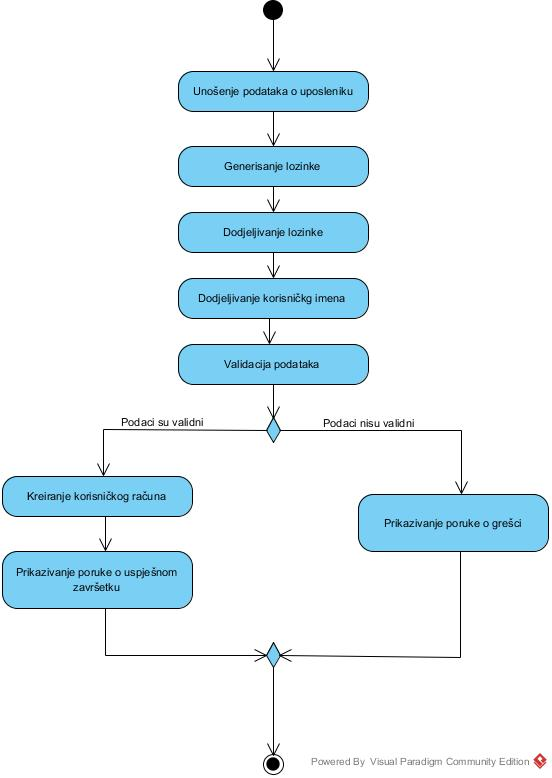 Unošenje podataka o uposleniku
Generisanje lozinke
Dodjeljivanje lozinke
Dodjeljivanje korisničkg imena
Validacija podataka
Podaci su validni
Podaci nisu validni
Kreiranje korisničkog računa
Prikazivanje poruke o grešci
Prikazivanje poruke o uspješnom
završetku
Powered By Visual Paradigm Community Edition